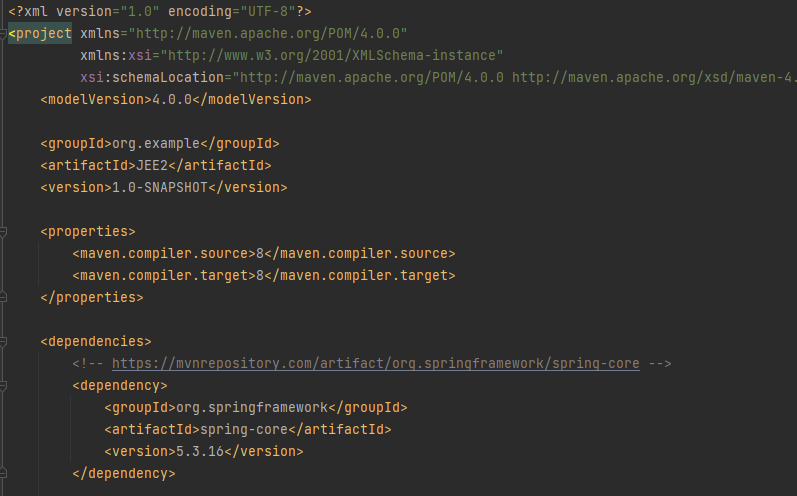 <?xml version="1.0" encoding="UTF-8"?>
<project xmlns="http://maven.apache.org/POM/4.0.0"
xmlns:xsi="http://www.w3.org/2001/XMLSchema-instance"
xsi:schemaLocation="http://maven.apache.org/POM/4.0.0 http://maven.apache.org/xsd/maven-4.
<modelVersion>4.0.0</modelVersion>
<groupId>org.example</groupId>
<artifactId>JEE2</artifactId>
<version>1.0-SNAPSHOT</version>
<properties>
<maven.compiler.source>8</maven.compiler.source>
<maven.compiler.target>8</maven.compiler.target>
</properties>
<dependencies>
<!-- https://mvnrepository.com/artifact/org.springframework/spring-core -->
<dependency>
<groupId>org.springframework</groupId>
<artifactId>spring-core</artifactId>
<version>5.3.16</version>
</dependency>